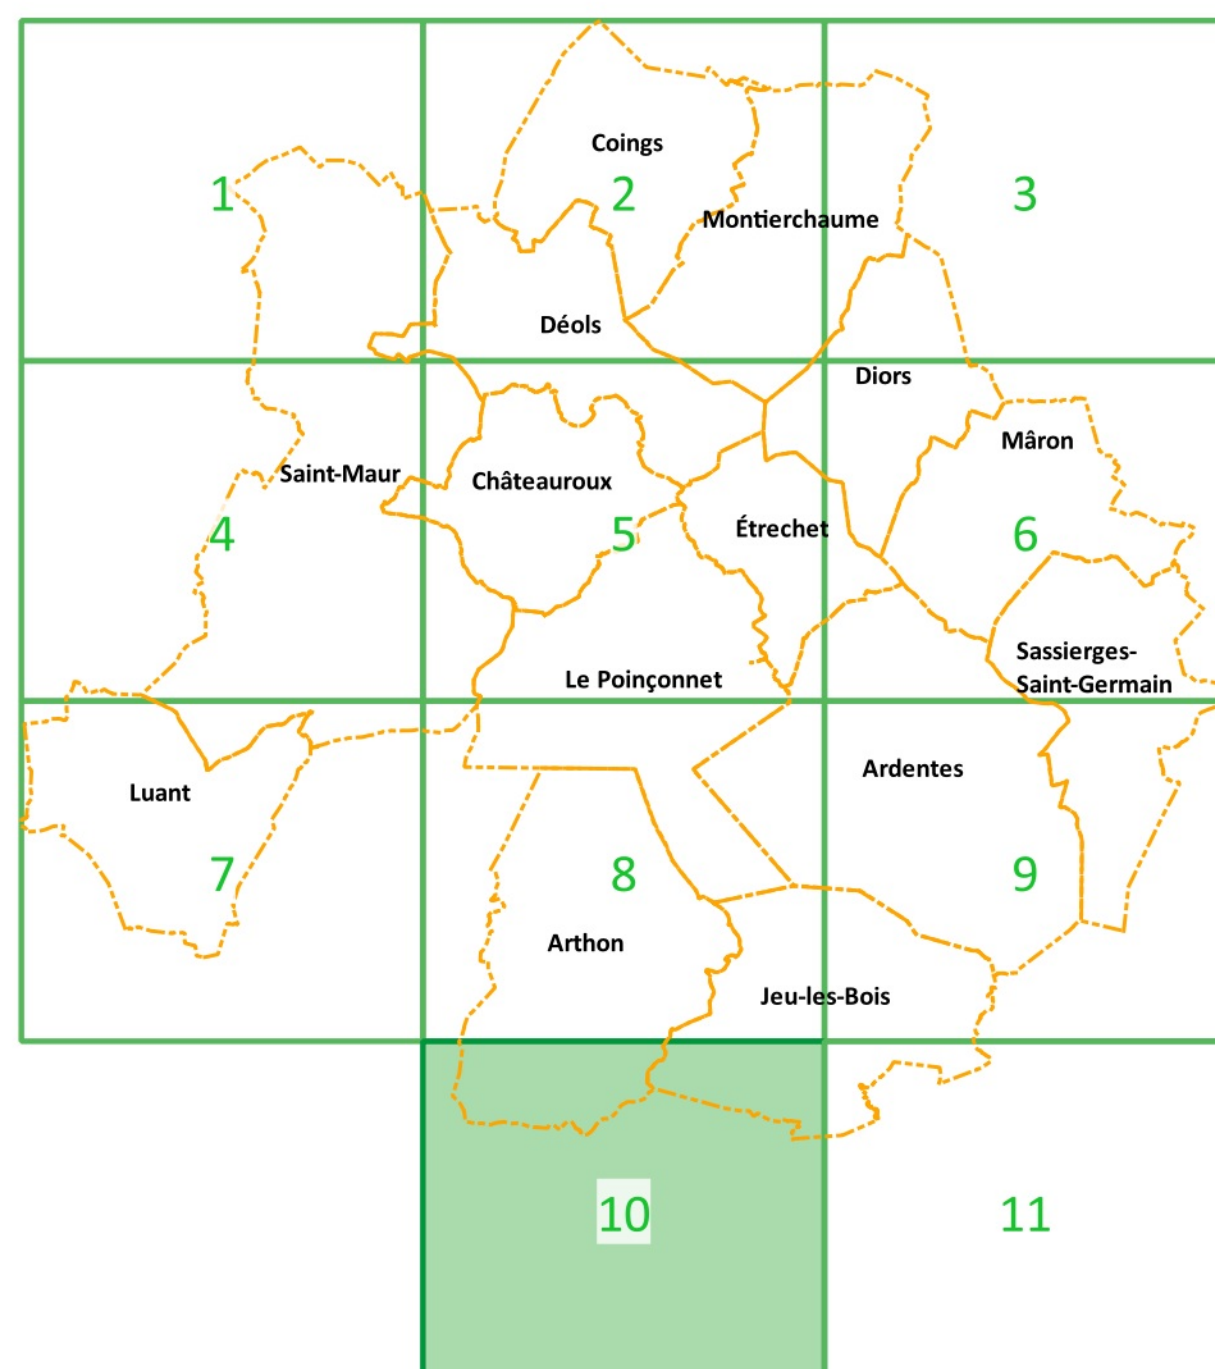 Coings
1
2
3
Montierchaume
Déols
Diors
Mâron
Saint-Maur
Châteauroux
Étrechet
4
5
6
Sassierges-
Saint-Germain
Le Poinçonnet
Ardentes
Luant
7
8
9
Arthon
Jeu-les-Bois
10
11